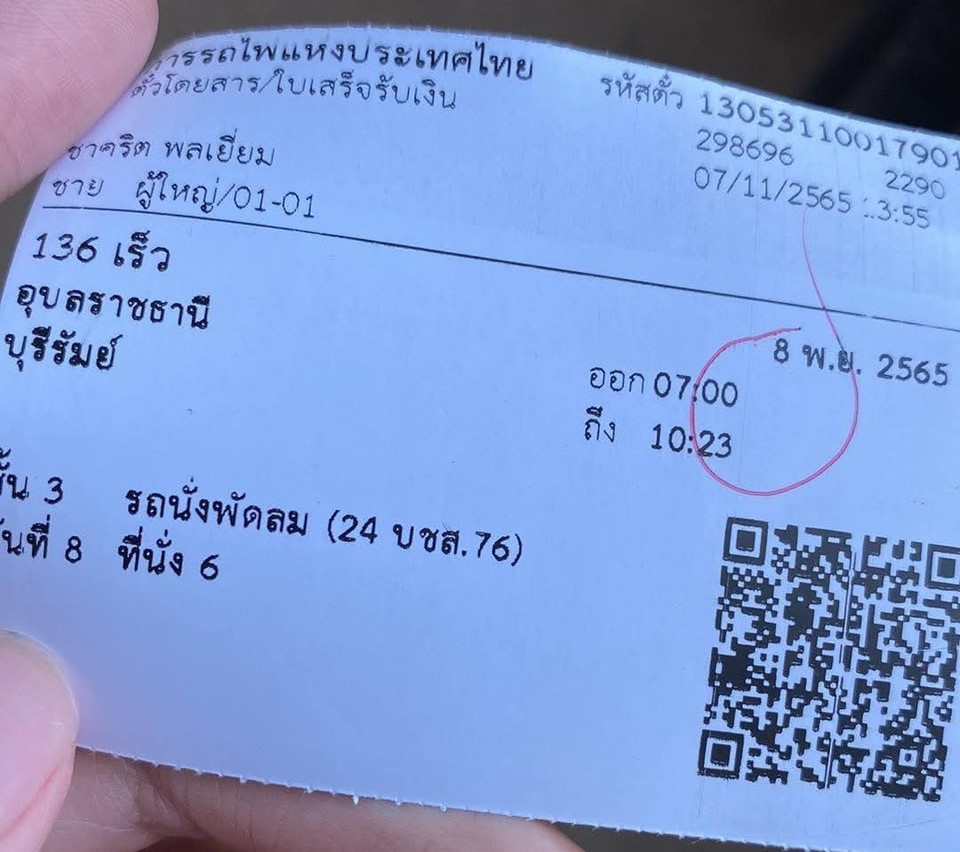 การรถไฟแห่งประเทศไทย
ตั๋วโดยสาร/ใบเสร็จรับเงิน
รหัสตั๋ว 1305311001790
298696 2290
07/11/2565 :3:55
ชาคริต พลเยี่ยม
ชาย ผู้ใหญ่/01-01
136 เร็ว
อุบลราชธานี
บุรีรัมย์
8 พ.ย. 2565
ออก 07:00
ถึง 10:23
ชั้น 3 รถนั่งพัดลม (24 บชส.76)
คันที่ 8 ที่นั่ง 6